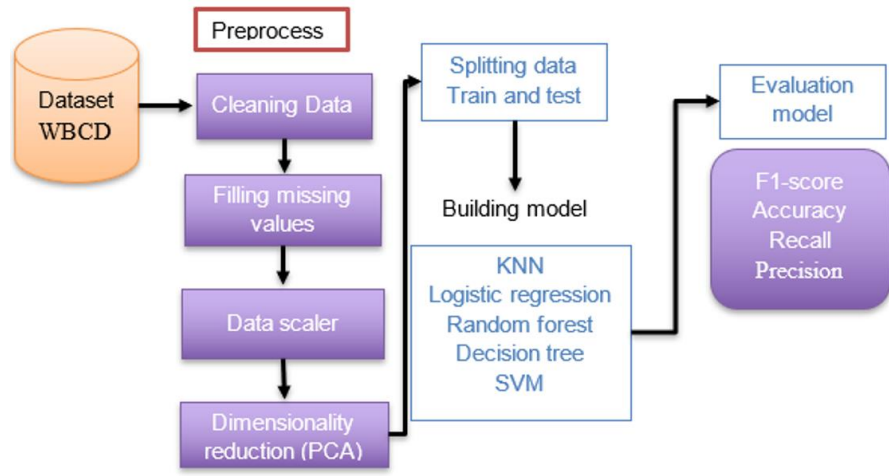 Preprocess
Dataset
WBCD
Cleaning Data
Filling missing
values
Data scaler
Dimensionality
reduction (PCA)
Splitting data
Train and test
Building model
KNN
Logistic regression
Random forest
Decision tree
SVM
Evaluation
model
F1-score
Accuracy
Recall
Precision